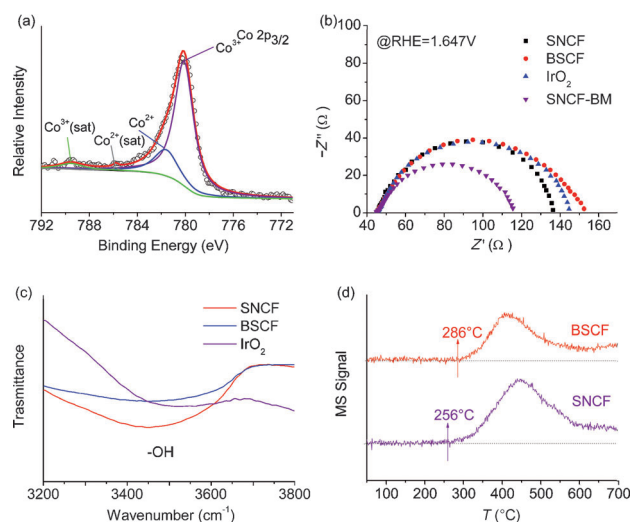 (a)
Co³⁺ Co 2p₃/₂
Co³⁺(sat)
Co²⁺(sat)
Co²⁺
Relative Intensity
792 788 784 780 776 772
Binding Energy (eV)
(b)
@RHE=1.647V
SNCF
BSCF
IrO₂
SNCF-BM
-Z'' (Ω)
100
80
60
40
20
0
40 60 80 100 120 140 160
Z' (Ω)
(c)
SNCF
BSCF
IrO₂
Trasmittance
-OH
3200 3400 3600 3800
Wavenumber (cm⁻¹)
(d)
286°C
BSCF
256°C
SNCF
MS Signal
100 200 300 400 500 600 700
T (°C)